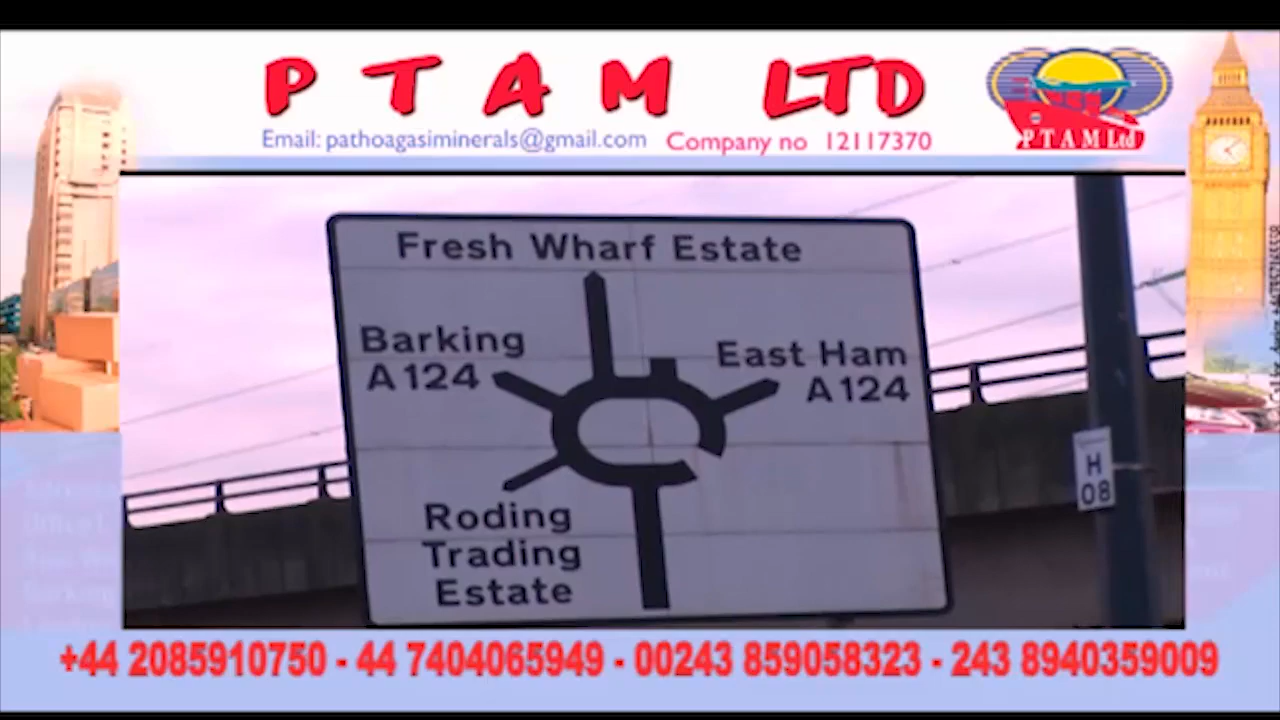 P T A M LTD
Email: pathoagasiminerals@gmail.com
Company no 12117370
P T A M Ltd
Fresh Wharf Estate
Barking
A124
East Ham
A124
Roding
Trading
Estate
H
08
+44 2085910750 - 44 7404065949 - 00243 859058323 - 243 8940359009